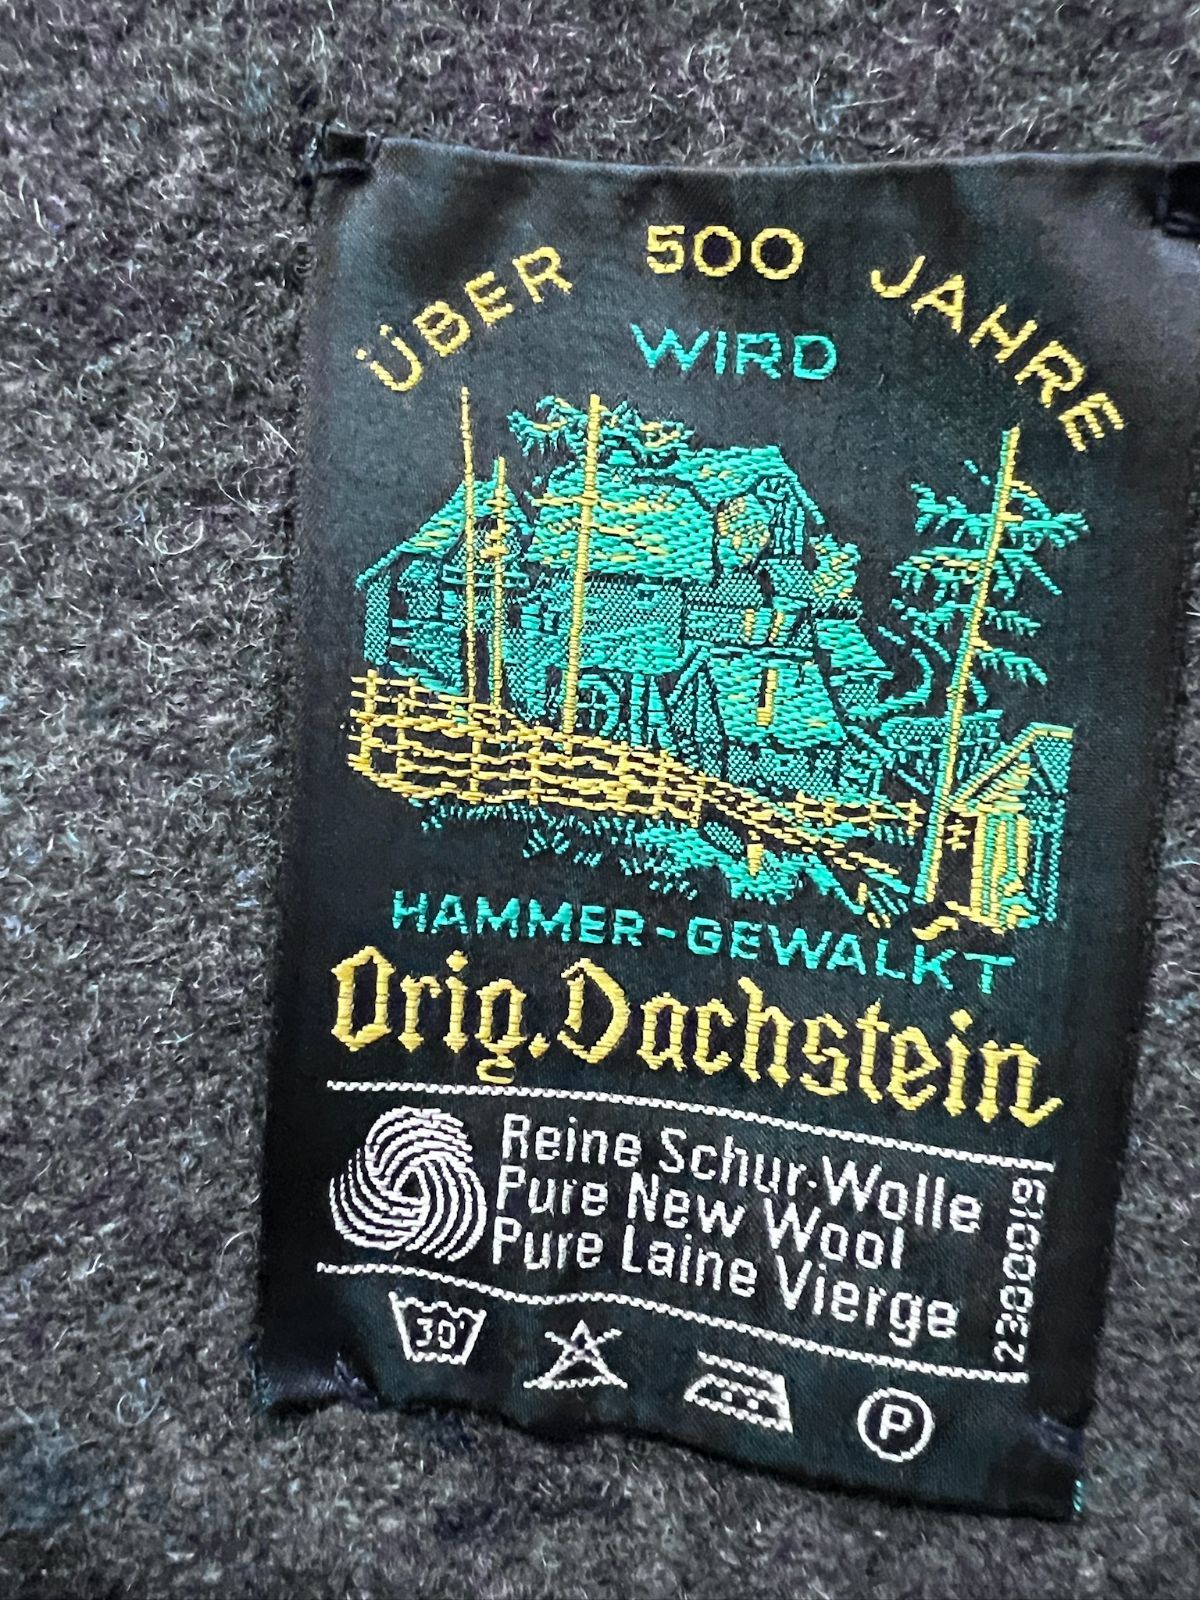 ÜBER 500 JAHRE
WIRD
HAMMER-GEWALKT
Orig. Dachstein
Reine Schur-Wolle
Pure New Wool
Pure Laine Vierge
2300019
30°
P